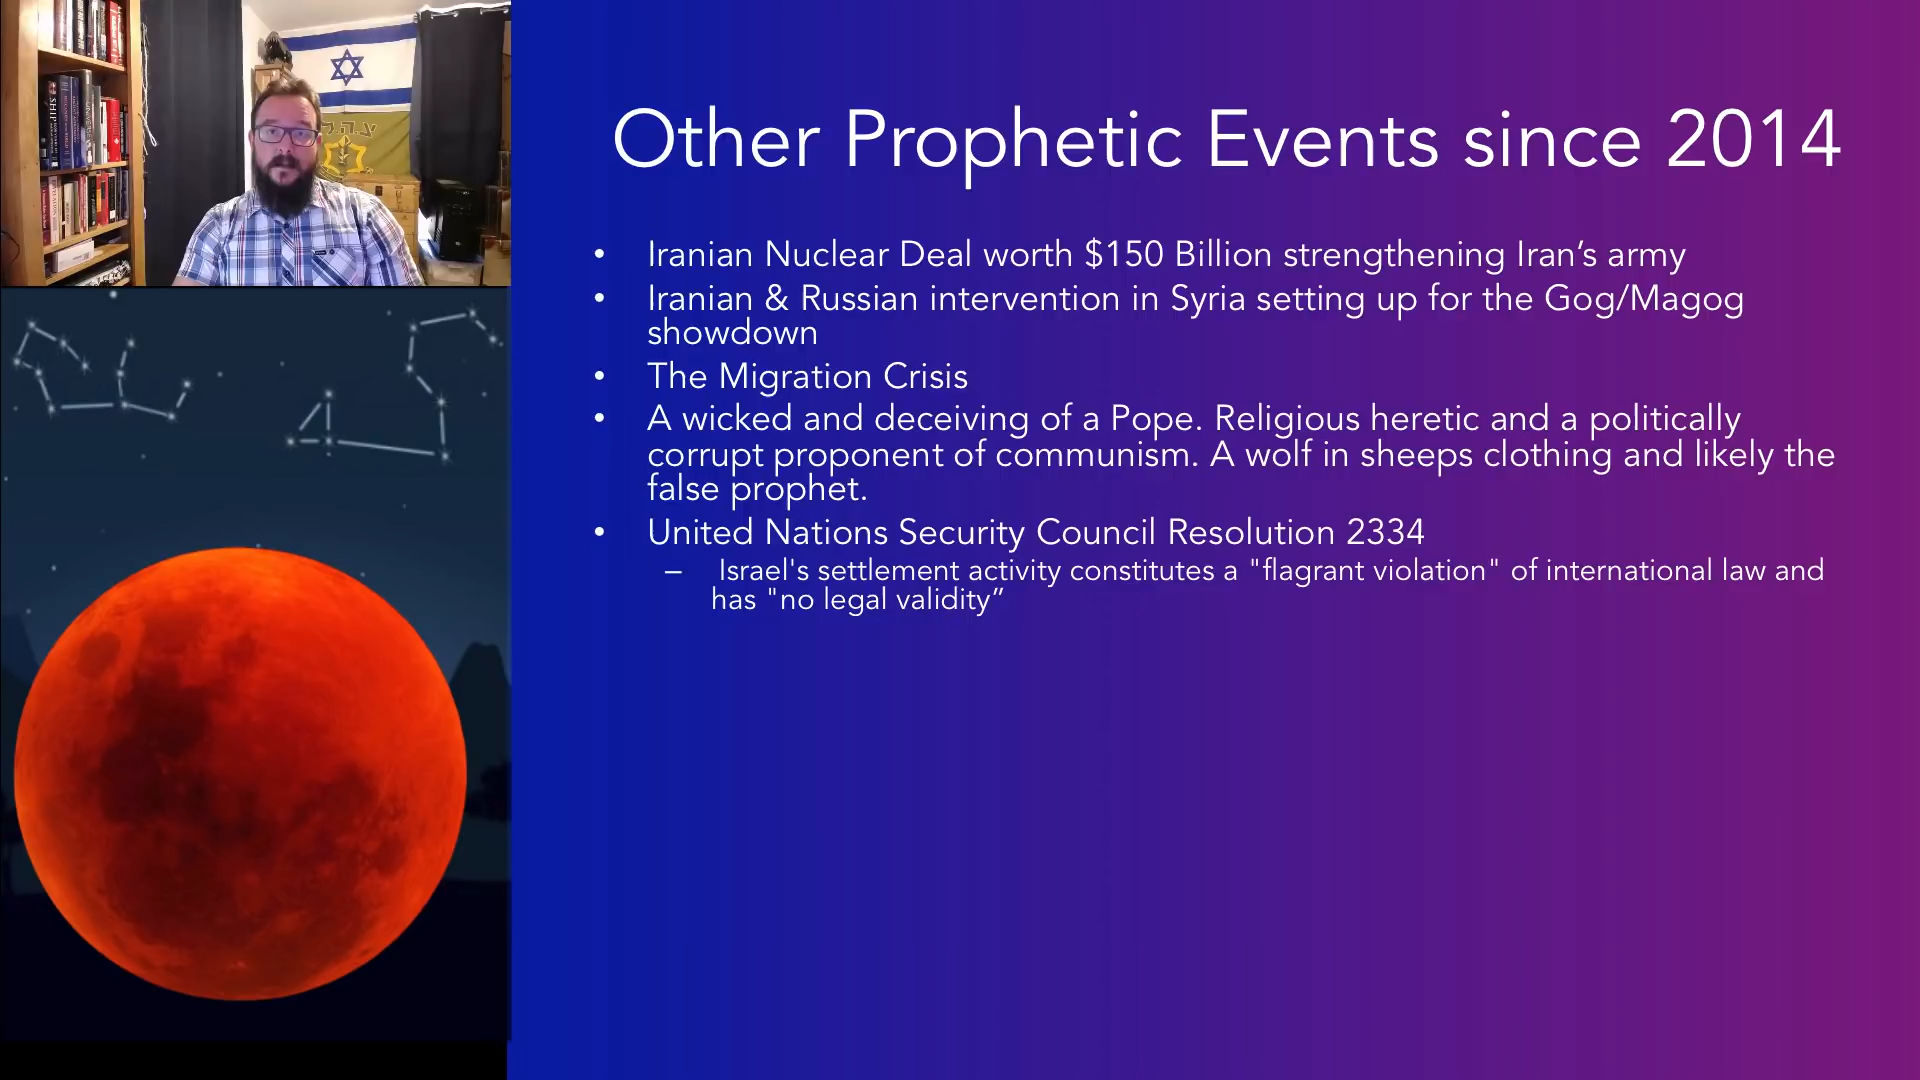 SHIP
צ.ה.ל
Other Prophetic Events since 2014
• Iranian Nuclear Deal worth $150 Billion strengthening Iran’s army
• Iranian & Russian intervention in Syria setting up for the Gog/Magog
showdown
• The Migration Crisis
• A wicked and deceiving of a Pope. Religious heretic and a politically
corrupt proponent of communism. A wolf in sheeps clothing and likely the
false prophet.
• United Nations Security Council Resolution 2334
– Israel's settlement activity constitutes a "flagrant violation" of international law and
has "no legal validity”